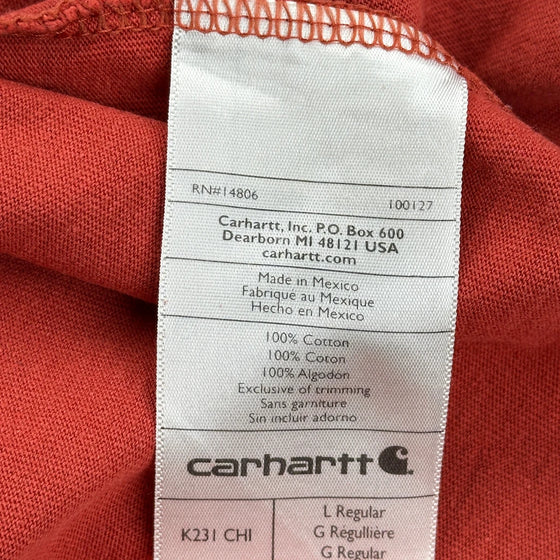 RN#14806 100127
Carhartt, Inc. P.O. Box 600
Dearborn MI 48121 USA
carhartt.com
Made in Mexico
Fabriqué au Mexique
Hecho en Mexico
100% Cotton
100% Coton
100% Algodon
Exclusive of trimming
Sans garniture
Sin incluir adorno
carhartt
K231 CHI
L Regular
G Régullière
G Regular